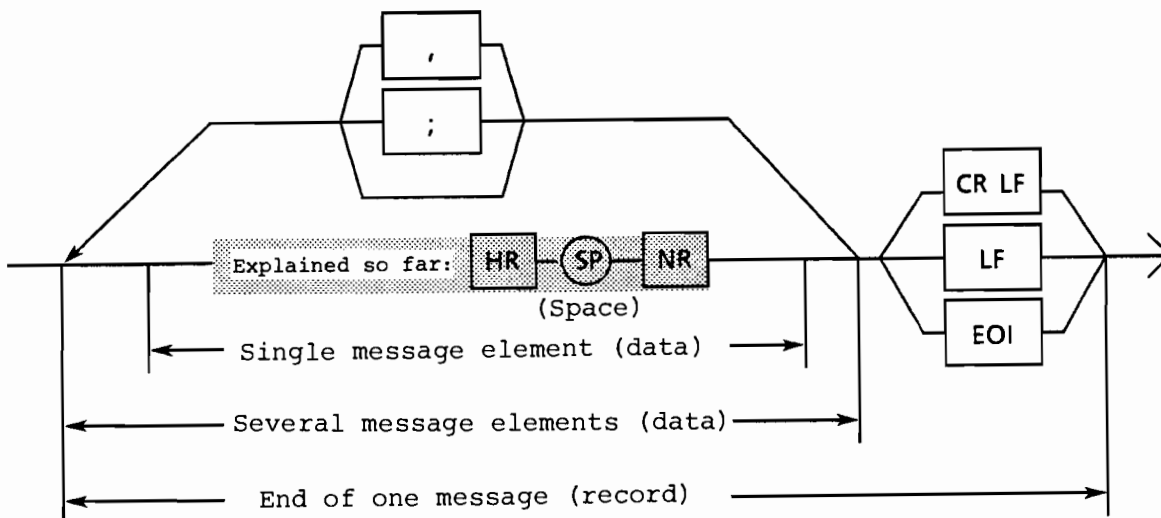 ,
;
CR LF
Explained so far: HR SP NR
LF
(Space)
EOI
Single message element (data)
Several message elements (data)
End of one message (record)